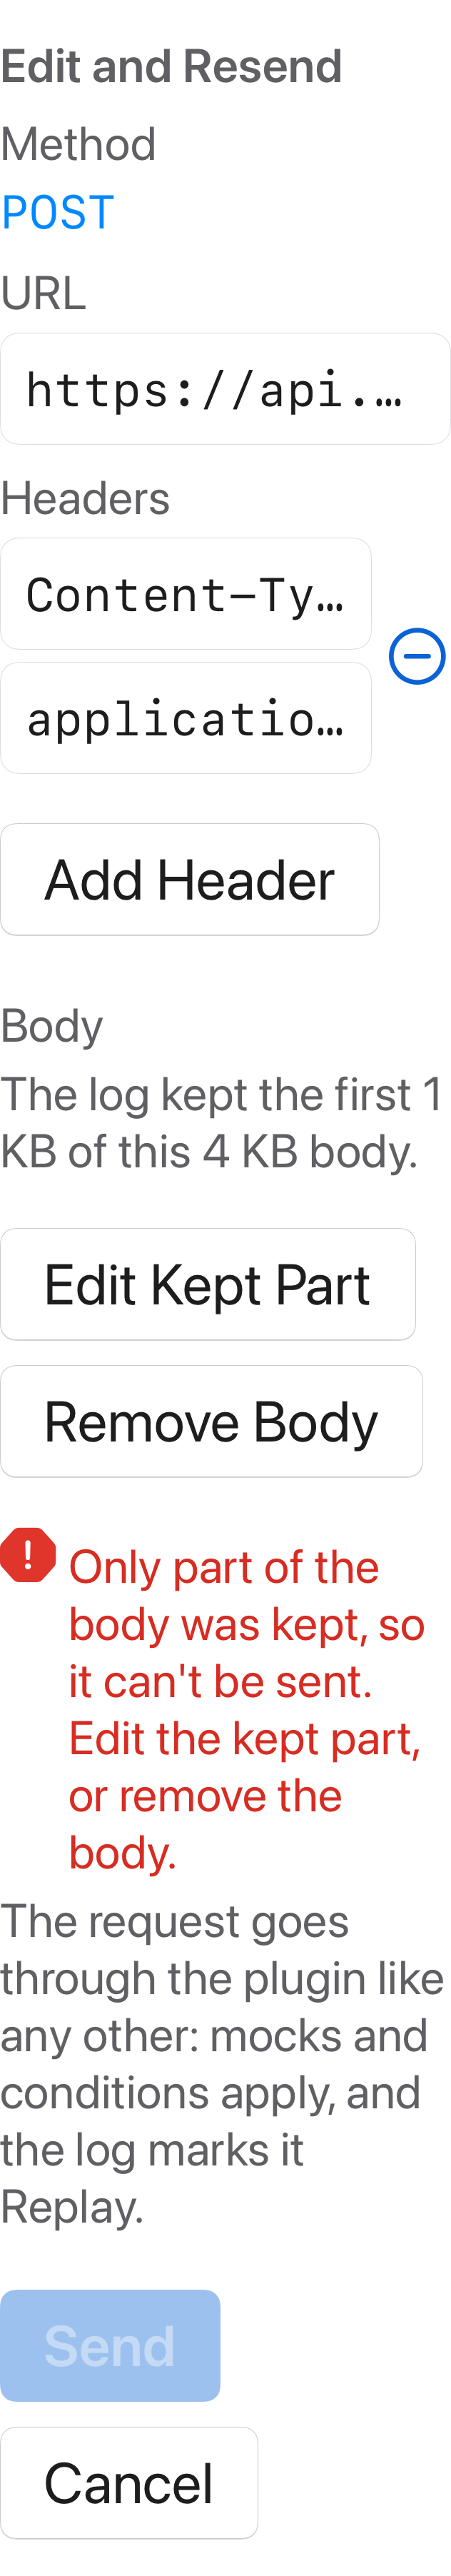 Edit and Resend
Method
POST
URL
https://api.…
Headers
Content-Ty…
applicatio…
Add Header
Body
The log kept the first 1
KB of this 4 KB body.
Edit Kept Part
Remove Body
Only part of the
body was kept, so
it can't be sent.
Edit the kept part,
or remove the
body.
The request goes
through the plugin like
any other: mocks and
conditions apply, and
the log marks it
Replay.
Send
Cancel